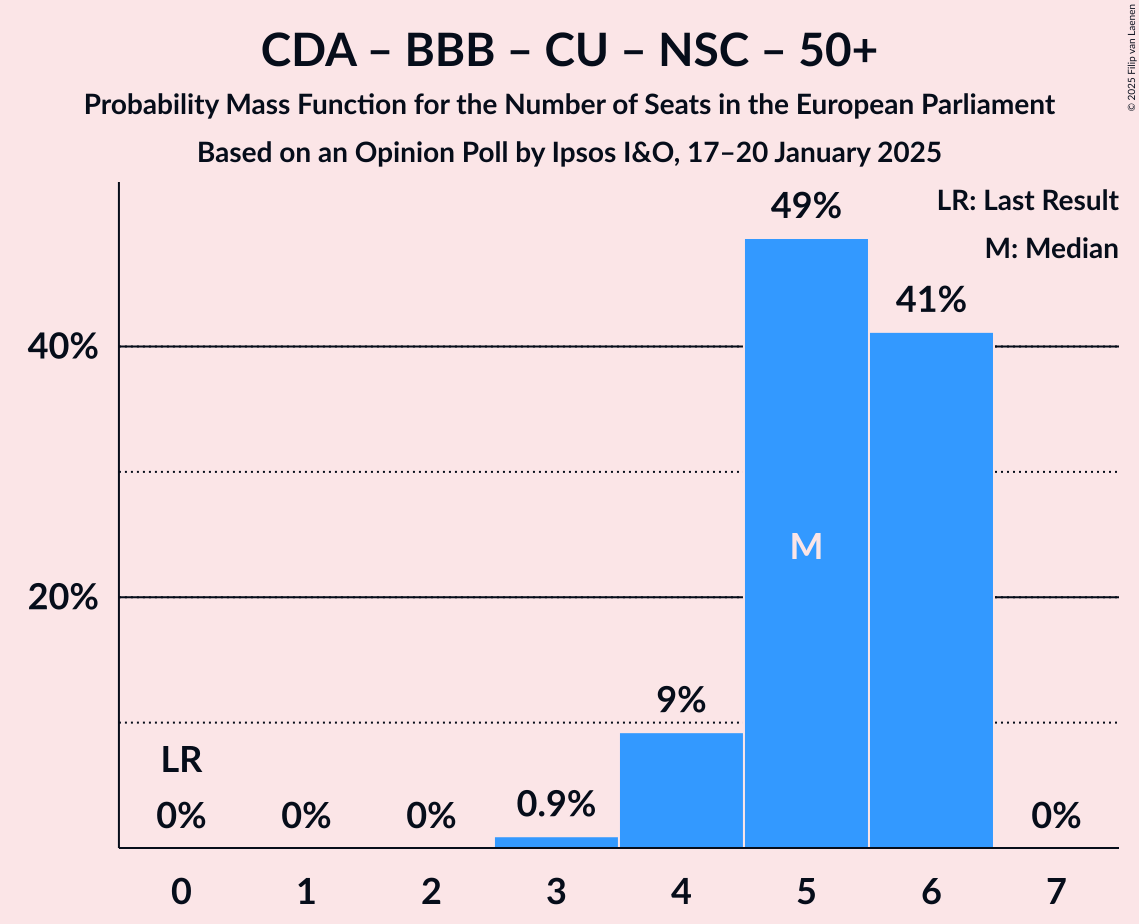 CDA – BBB – CU – NSC – 50+
Probability Mass Function for the Number of Seats in the European Parliament
Based on an Opinion Poll by Ipsos I&O, 17–20 January 2025
© 2025 Filip van Laenen
LR: Last Result
M: Median
49%
41%
40%
M
20%
9%
LR
0.9%
0% 0% 0% 0%
0 1 2 3 4 5 6 7